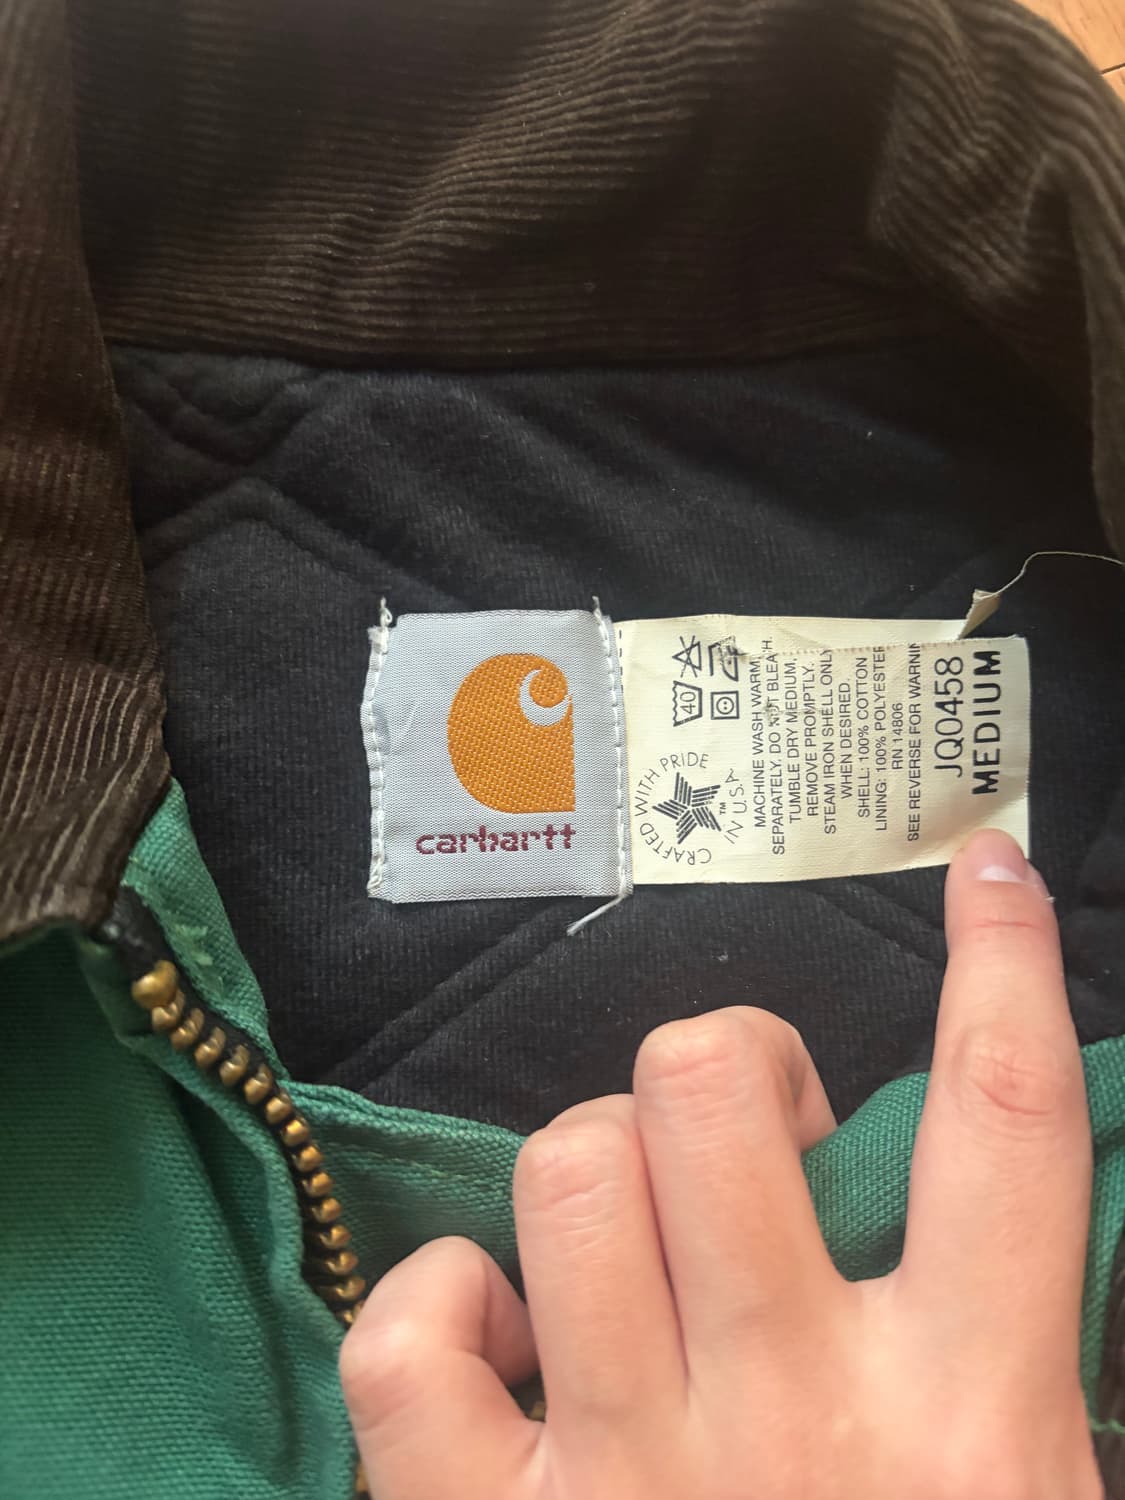 carhartt
40
CRAFTED WITH PRIDE
IN U.S.A.
TM
MACHINE WASH WARM
SEPARATELY. DO NOT BLEACH.
TUMBLE DRY MEDIUM.
REMOVE PROMPTLY.
STEAM IRON SHELL ONLY
WHEN DESIRED.
SHELL: 100% COTTON
LINING: 100% POLYESTER
RN 14806
SEE REVERSE FOR
JQ0458
MEDIUM